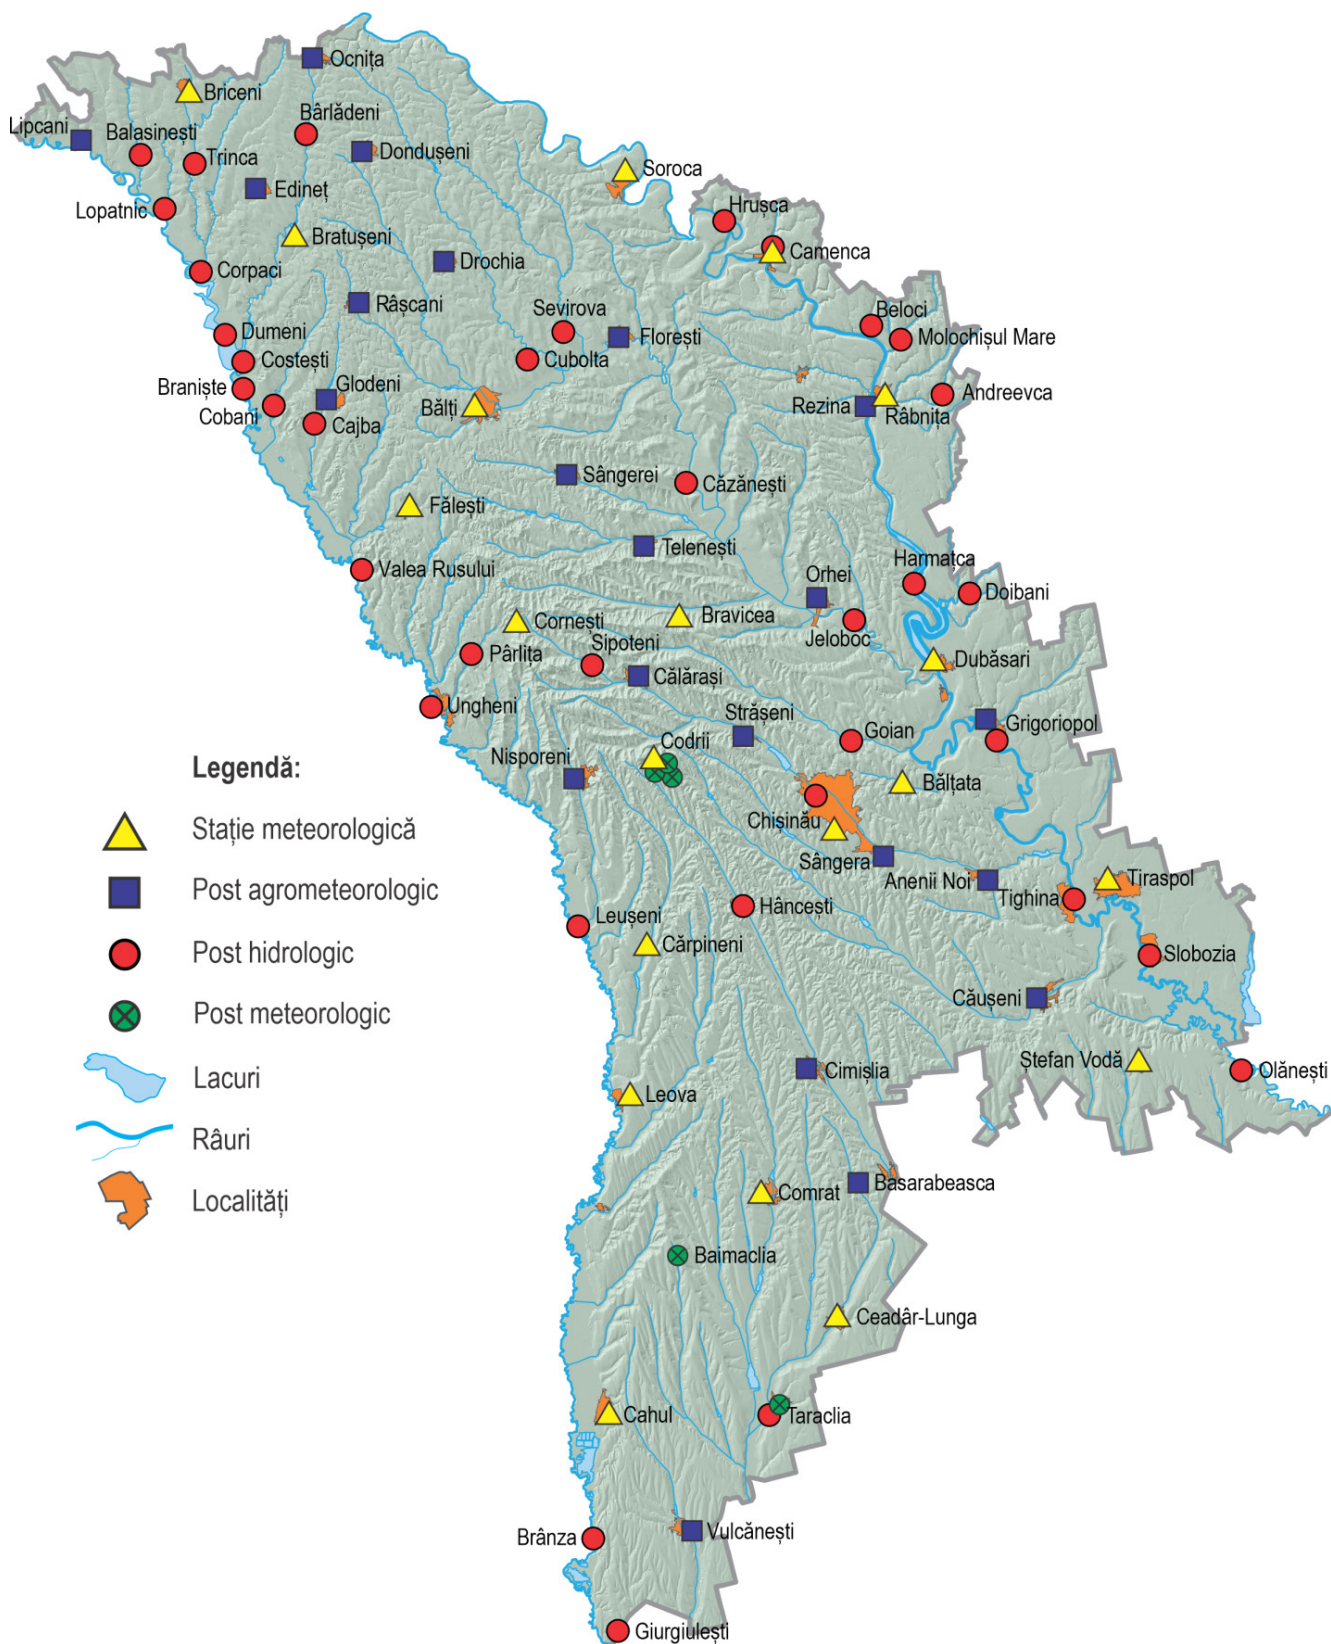 Ocnița
Briceni
Bârlădeni
Lipcani
Balasinești
Trinca
Dondușeni
Soroca
Edineț
Lopatnic
Hrușca
Bratușeni
Camenca
Drochia
Corpaci
Râșcani
Sevirova
Beloci
Dumeni
Florești
Molochișul Mare
Costești
Cubolta
Braniște
Glodeni
Andreevca
Cobani
Bălți
Rezina
Râbnița
Cajba
Sângerei
Căzănești
Fălești
Telenești
Harmațca
Valea Rusului
Orhei
Doibani
Cornești
Bravicea
Jeloboc
Pârlița
Sipoteni
Dubăsari
Călărași
Ungheni
Strășeni
Goian
Grigoriopol
Nisporeni
Codrii
Legendă:
Bălțata
Stație meteorologică
Chișinău
Sângera
Anenii Noi
Tiraspol
Post agrometeorologic
Tighina
Hâncești
Leușeni
Cărpineni
Slobozia
Post hidrologic
Căușeni
Post meteorologic
Ștefan Vodă
Olănești
Cimișlia
Lacuri
Leova
Râuri
Basarabeasca
Comrat
Localități
Baimaclia
Ceadâr-Lunga
Cahul
Taraclia
Vulcănești
Brânza
Giurgiulești